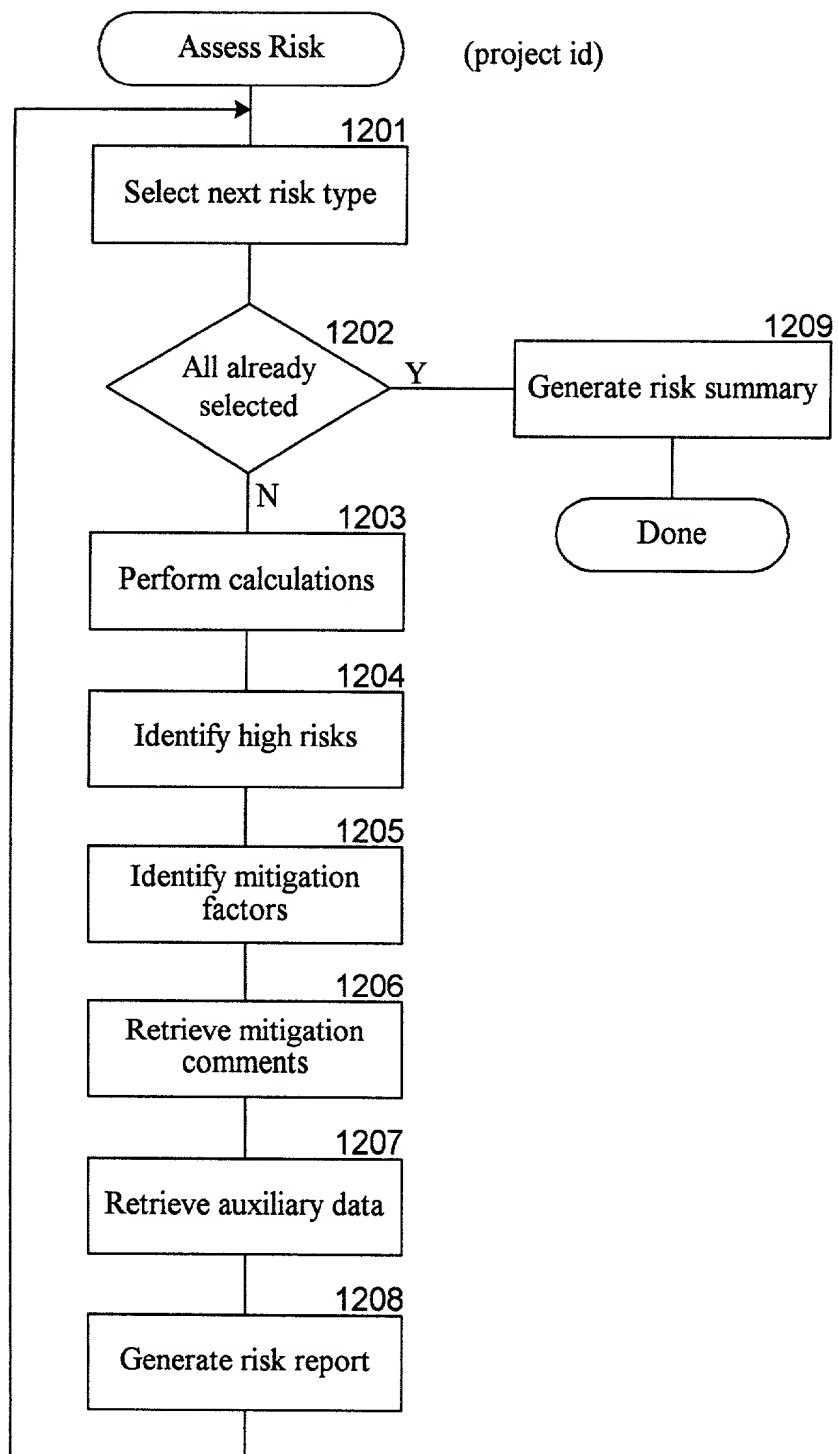 Assess Risk
(project id)
1201
Select next risk type
1202
All already
selected
Y
N
1209
Generate risk summary
Done
1203
Perform calculations
1204
Identify high risks
1205
Identify mitigation
factors
1206
Retrieve mitigation
comments
1207
Retrieve auxiliary data
1208
Generate risk report